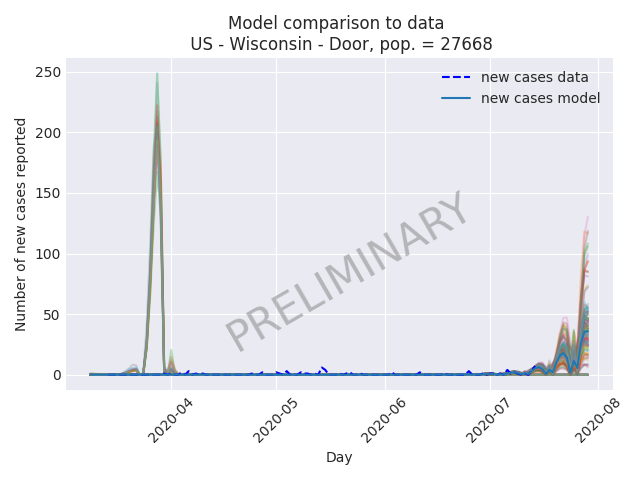 Model comparison to data
US - Wisconsin - Door, pop. = 27668
250
200
150
100
50
0
Number of new cases reported
new cases data
new cases model
PRELIMINARY
2020-04
2020-05
2020-06
2020-07
2020-08
Day